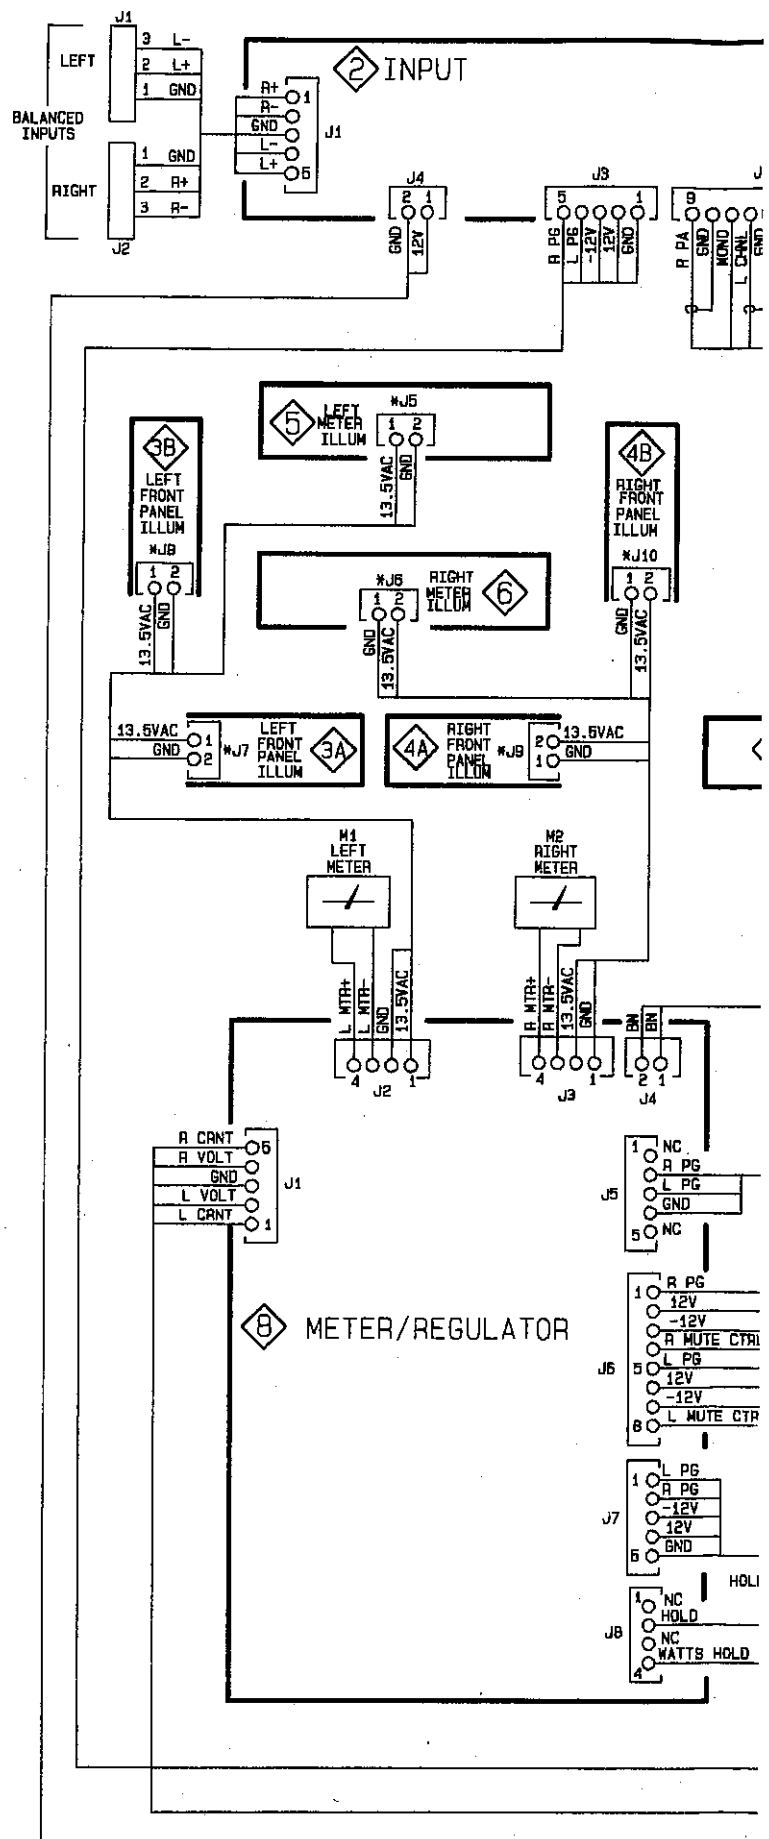 J1
3 L-
LEFT
2 L+
1 GND
BALANCED
INPUTS
1 GND
RIGHT
2 R+
3 R-
J2
2 INPUT
R+ 1
R-
GND
J1
L-
L+ 5
J4
2 1
GND 12V
J3
5 1
R PG L PG -12V 12V GND
J
9
R PA GND MONO L CHNL GND
5
LEFT
METER
ILLUM
*J5
1 2
13.5VAC GND
3B
LEFT
FRONT
PANEL
ILLUM
*J8
1 2
13.5VAC GND
4B
RIGHT
FRONT
PANEL
ILLUM
*J10
1 2
GND 13.5VAC
*J6
1 2
RIGHT
METER
ILLUM
6
GND 13.5VAC
13.5VAC 1
GND 2
*J7
LEFT
FRONT
PANEL
ILLUM
3A
4A
RIGHT
FRONT
PANEL
ILLUM
*J9
2 13.5VAC
1 GND
M1
LEFT
METER
M2
RIGHT
METER
L MTR+ L MTR- GND 13.5VAC
4 1
J2
R MTR+ R MTR- 13.5VAC GND
4 1
J3
BN BN
2 1
J4
R CRNT 5
R VOLT
GND
J1
L VOLT
L CRNT 1
1 NC
R PG
J5
L PG
GND
5 NC
8 METER/REGULATOR
1 R PG
12V
-12V
R MUTE CTRL
J6
5 L PG
12V
-12V
8 L MUTE CTR
1 L PG
R PG
J7
-12V
12V
5 GND
HOL
1 NC
HOLD
J8
NC
4 WATTS HOLD